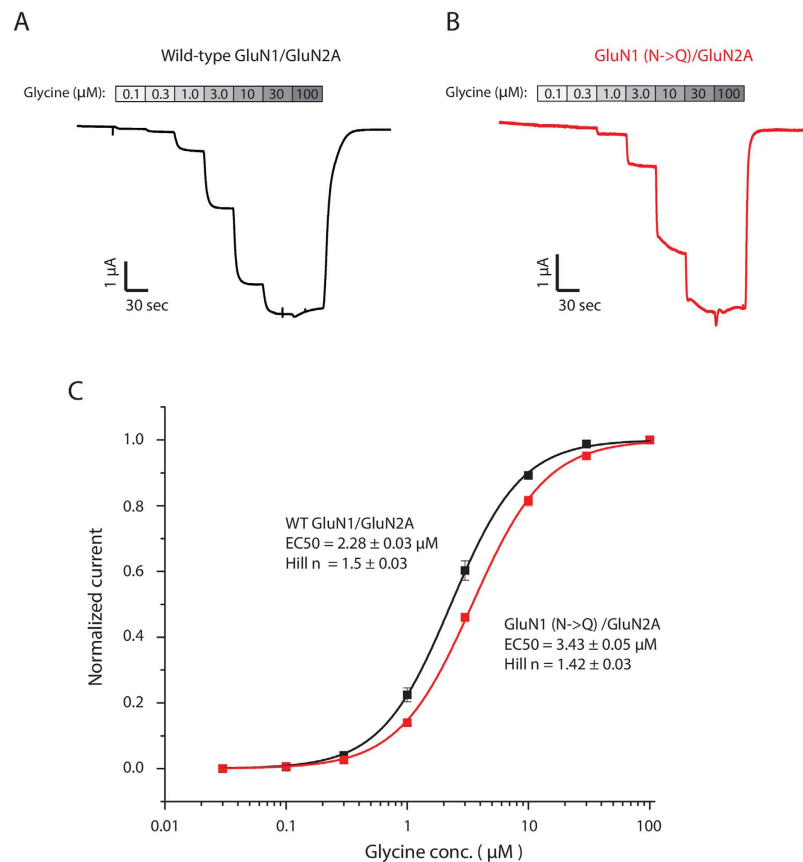 A
Wild-type GluN1/GluN2A
Glycine (µM): 0.1 0.3 1.0 3.0 10 30 100
1 µA
30 sec
B
GluN1 (N->Q)/GluN2A
Glycine (µM): 0.1 0.3 1.0 3.0 10 30 100
1 µA
30 sec
C
Normalized current
1.0
0.8
0.6
0.4
0.2
0.0
WT GluN1/GluN2A
EC50 = 2.28 ± 0.03 µM
Hill n = 1.5 ± 0.03
GluN1 (N->Q) /GluN2A
EC50 = 3.43 ± 0.05 µM
Hill n = 1.42 ± 0.03
0.01 0.1 1 10 100
Glycine conc. ( µM )